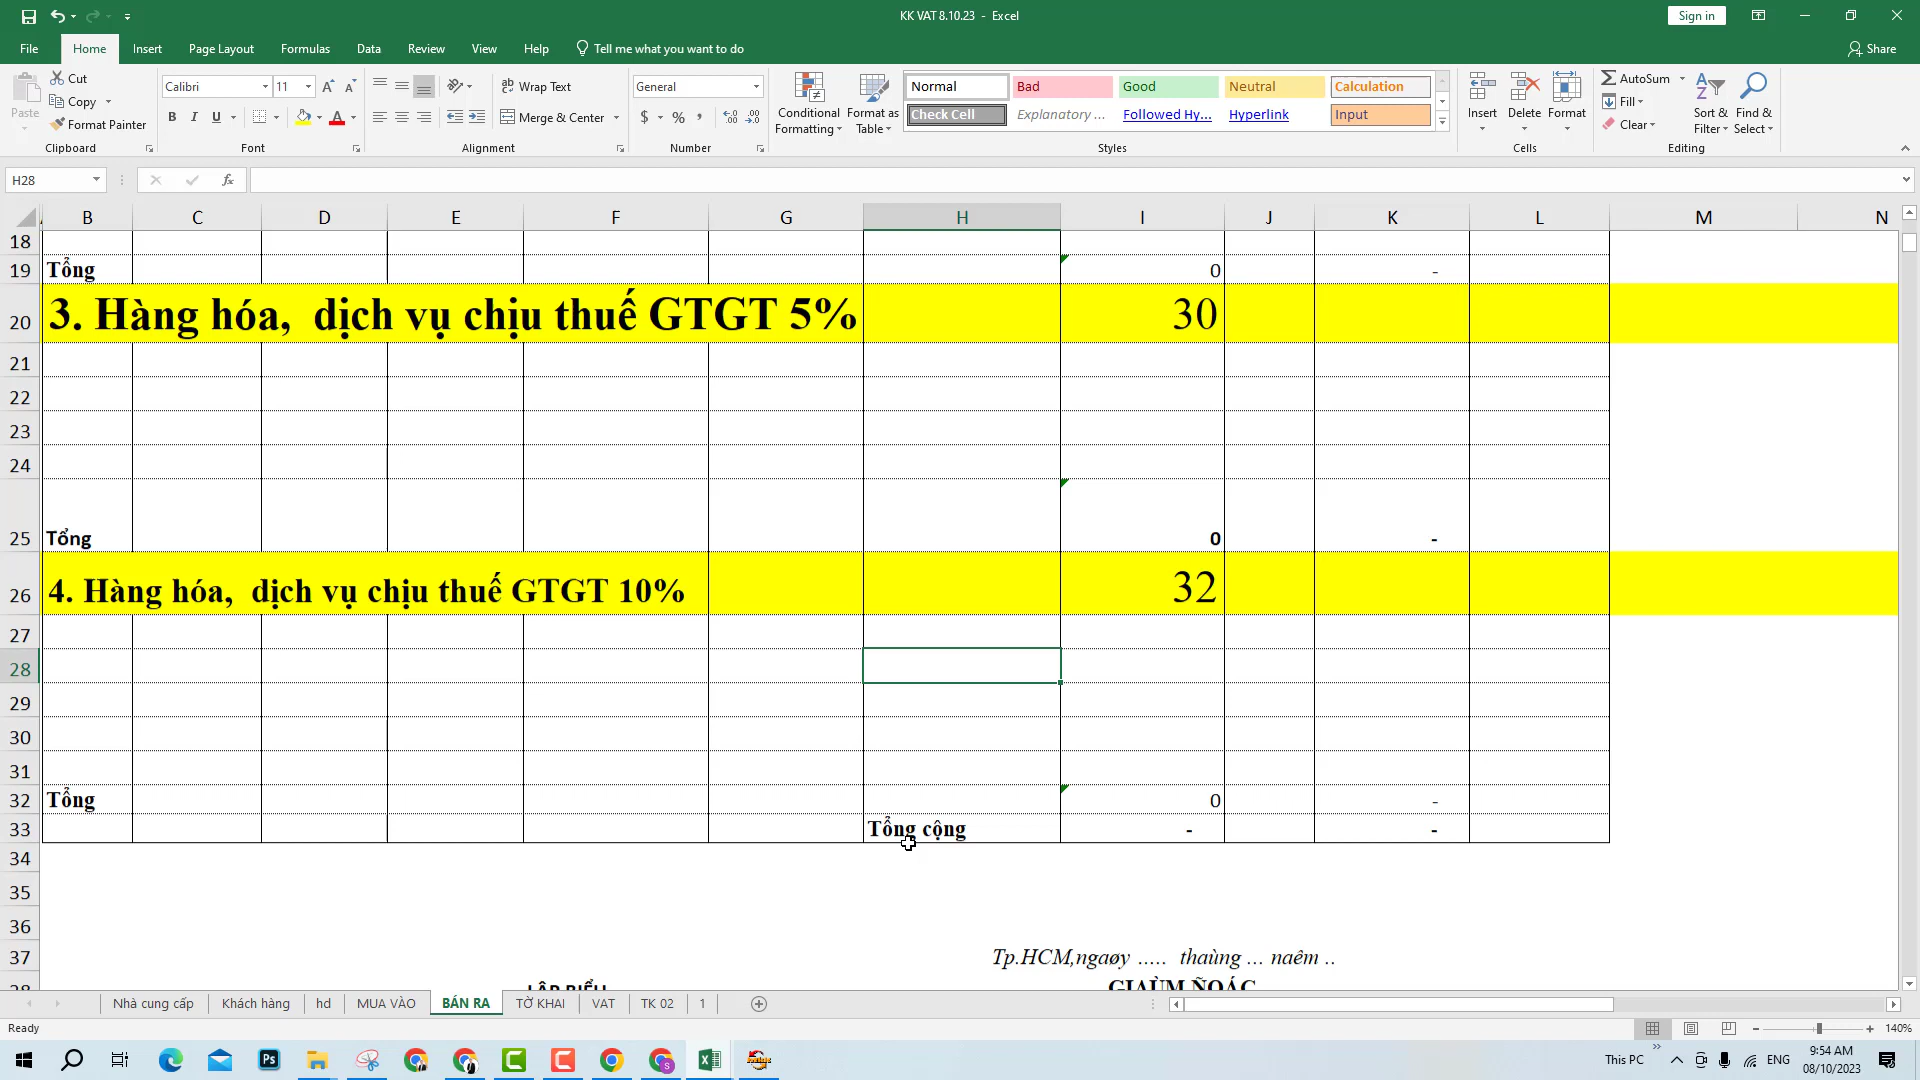 KK VAT 8.10.23 - Excel
Sign in
File Home Insert Page Layout Formulas Data Review View Help Tell me what you want to do Share
Paste Cut Copy Format Painter Clipboard
Calibri 11 A A B I U A Font
Wrap Text Merge & Center Alignment
General $ % , Number
Conditional Formatting Format as Table
Normal Bad Good Neutral Calculation
Check Cell Explanatory ... Followed Hy... Hyperlink Input
Styles
Insert Delete Format Cells
AutoSum Fill Clear Sort & Filter Find & Select Editing
H28 fx
B C D E F G H I J K L M N
18
19 Tổng 0 -
20 3. Hàng hóa, dịch vụ chịu thuế GTGT 5% 30
21
22
23
24
25 Tổng 0 -
26 4. Hàng hóa, dịch vụ chịu thuế GTGT 10% 32
27
28
29
30
31
32 Tổng 0 -
33 Tổng cộng - -
34
35
36
37 Tp.HCM,ngaøy ..... thaùng ... naêm ..
38 LẬP BIỂU GIAÙM ÑOÁC
Nhà cung cấp Khách hàng hd MUA VÀO BÁN RA TỜ KHAI VAT TK 02 1
Ready 140%
This PC ENG 9:54 AM
08/10/2023